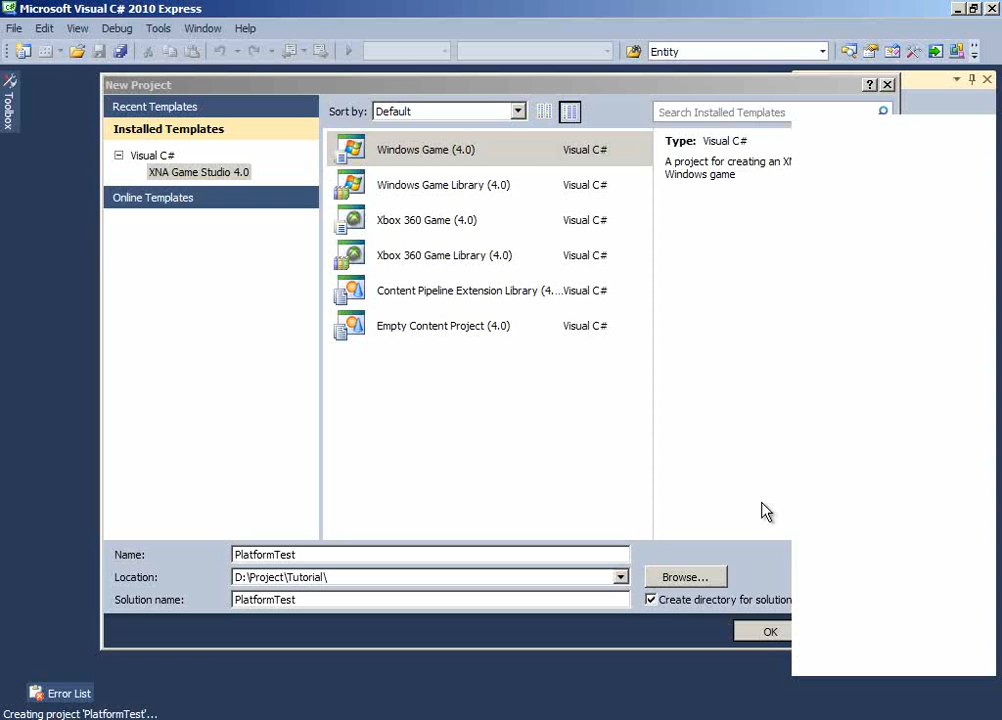 Microsoft Visual C# 2010 Express
File Edit View Debug Tools Window Help
Entity
Toolbox
New Project
Recent Templates
Installed Templates
Visual C#
XNA Game Studio 4.0
Online Templates
Sort by: Default
Search Installed Templates
Windows Game (4.0) Visual C#
Windows Game Library (4.0) Visual C#
Xbox 360 Game (4.0) Visual C#
Xbox 360 Game Library (4.0) Visual C#
Content Pipeline Extension Library (4.... Visual C#
Empty Content Project (4.0) Visual C#
Type: Visual C#
A project for creating an
Windows game
Name: PlatformTest
Location: D:\Project\Tutorial\
Browse...
Solution name: PlatformTest
Create directory for solution
OK
Error List
Creating project 'PlatformTest'...